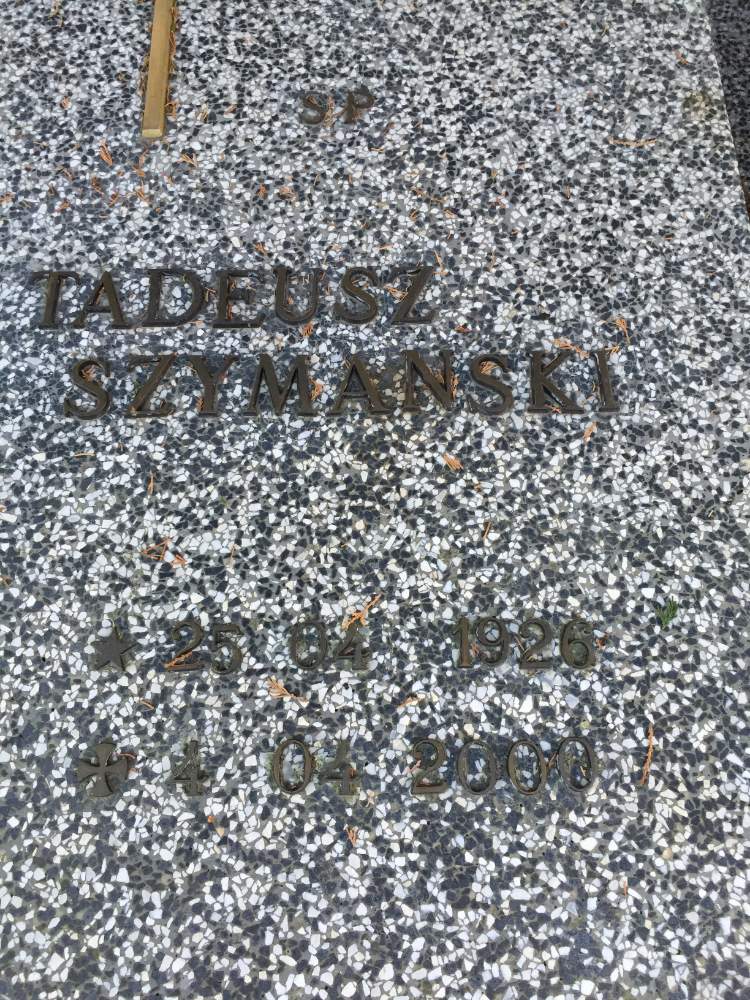 SP
TADEUSZ
SZYMANSKI
25 04 1926
4 04 2000